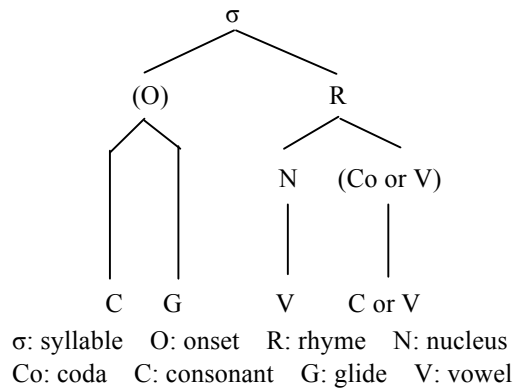 σ
(O) R
N (Co or V)
C G V C or V
σ: syllable O: onset R: rhyme N: nucleus
Co: coda C: consonant G: glide V: vowel